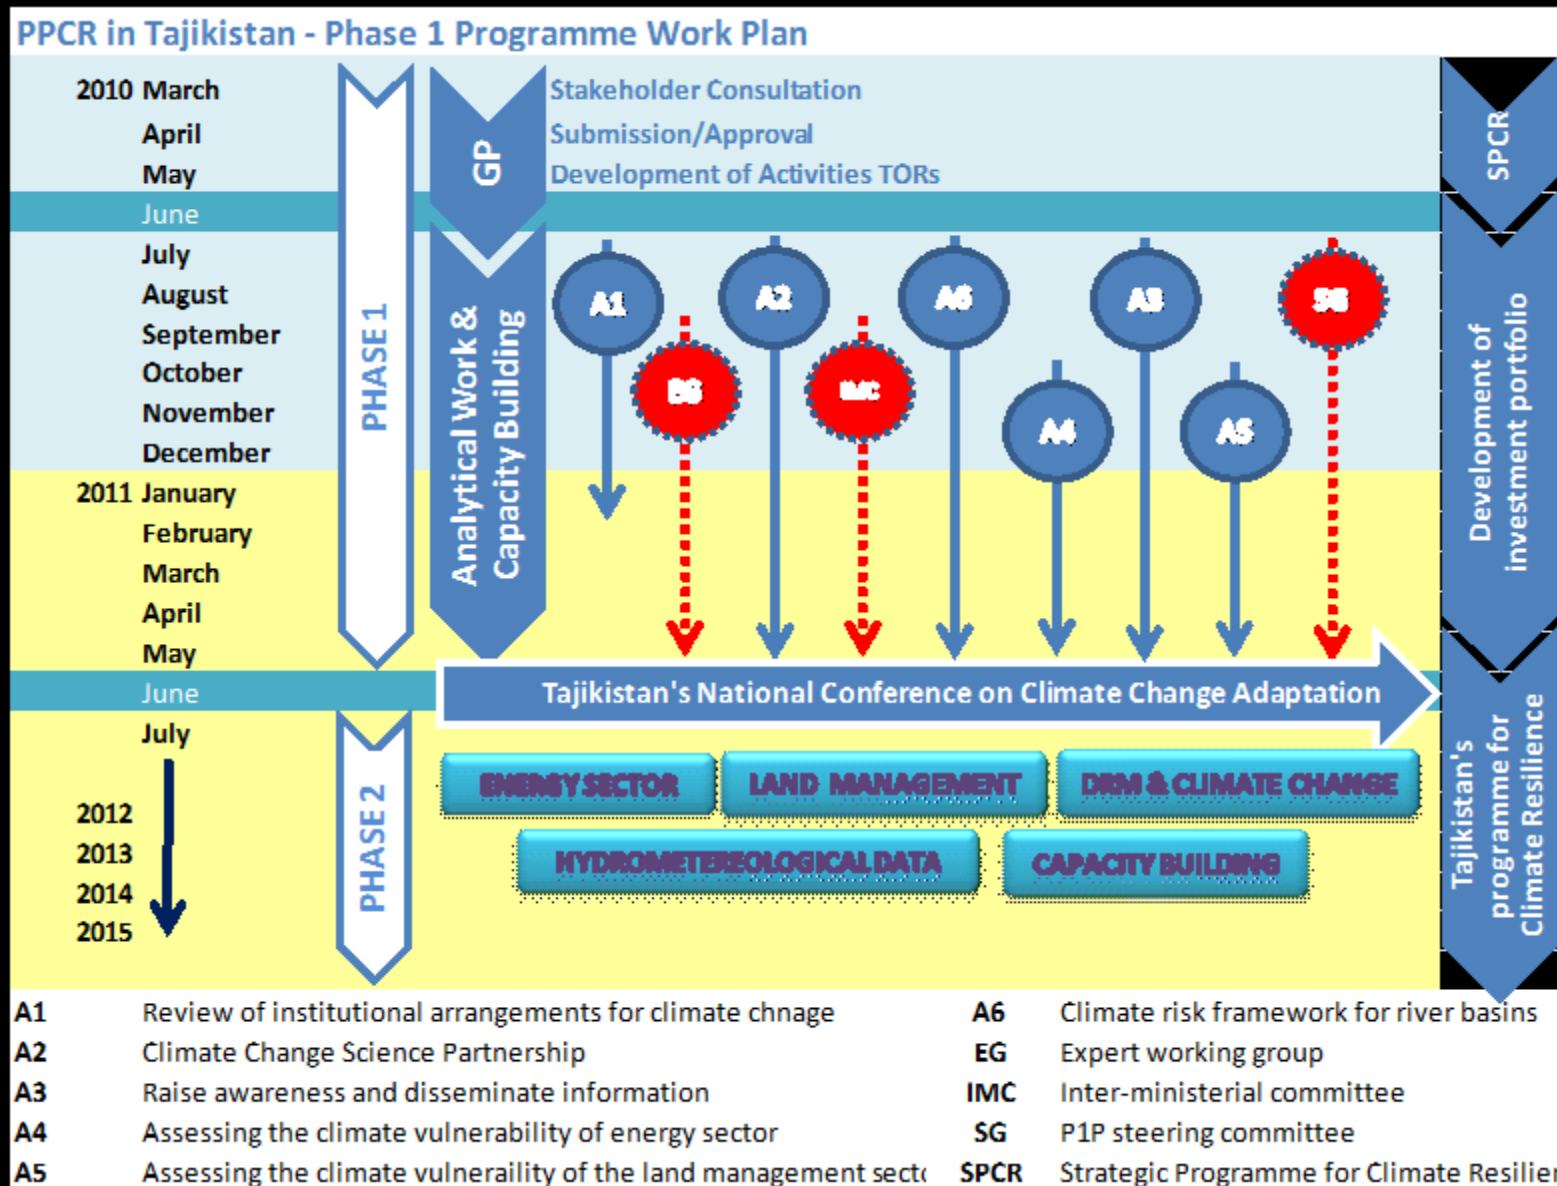 PPCR in Tajikistan - Phase 1 Programme Work Plan
2010 March
April
May
June
July
August
September
October
November
December
2011 January
February
March
April
May
June
July
2012
2013
2014
2015
PHASE 1
PHASE 2
GP
Analytical Work &
Capacity Building
Stakeholder Consultation
Submission/Approval
Development of Activities TORs
A1
A2
A6
A3
SG
EG
IMC
A4
A5
Tajikistan's National Conference on Climate Change Adaptation
ENERGY SECTOR
LAND MANAGEMENT
DRM & CLIMATE CHANGE
HYDROMETEREOLOGICAL DATA
CAPACITY BUILDING
SPCR
Development of
investment portfolio
Tajikistan's
programme for
Climate Resilience
A1 Review of institutional arrangements for climate chnage
A2 Climate Change Science Partnership
A3 Raise awareness and disseminate information
A4 Assessing the climate vulnerability of energy sector
A5 Assessing the climate vulneraility of the land management secto
A6 Climate risk framework for river basins
EG Expert working group
IMC Inter-ministerial committee
SG P1P steering committee
SPCR Strategic Programme for Climate Resilien